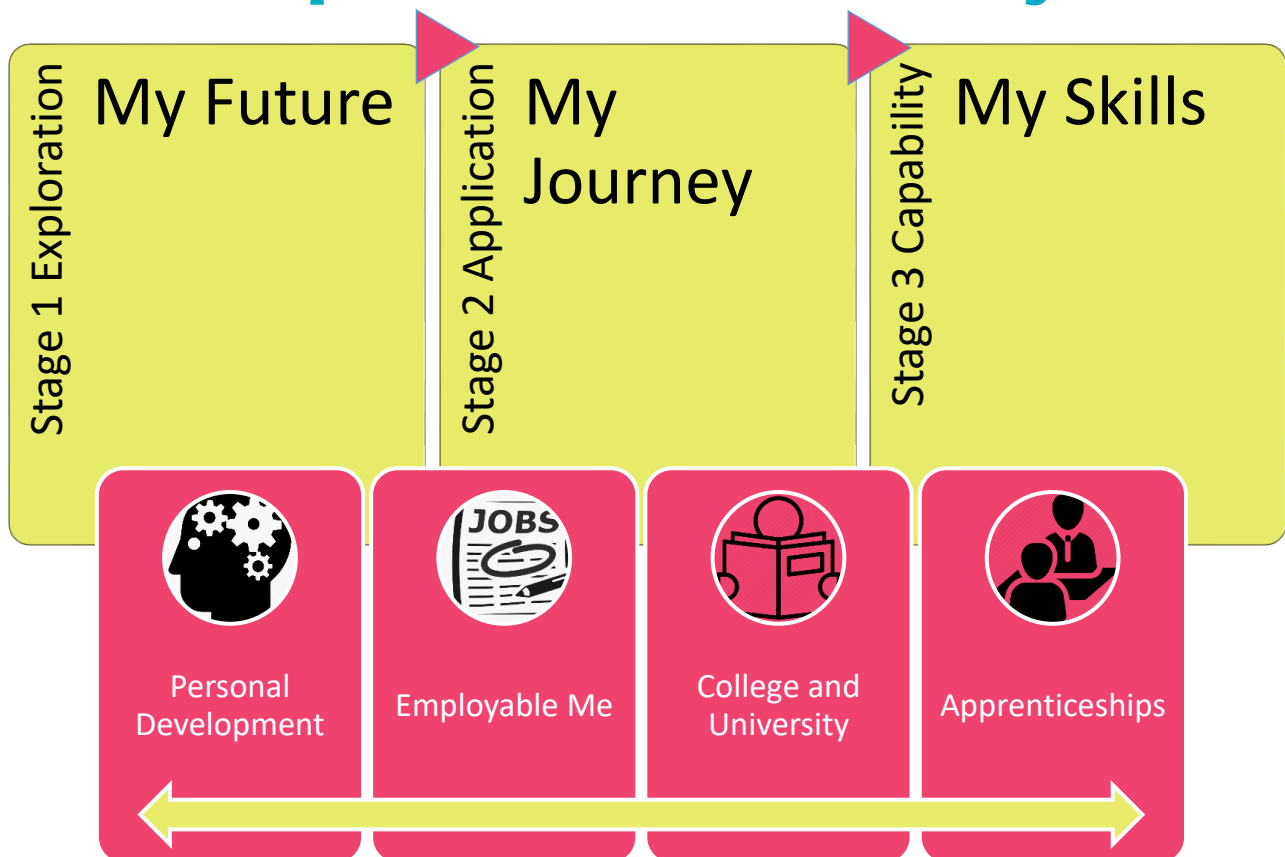 Stage 1 Exploration
My Future
Stage 2 Application
My
Journey
Stage 3 Capability
My Skills
Personal
Development
JOBS
Employable Me
College and
University
Apprenticeships